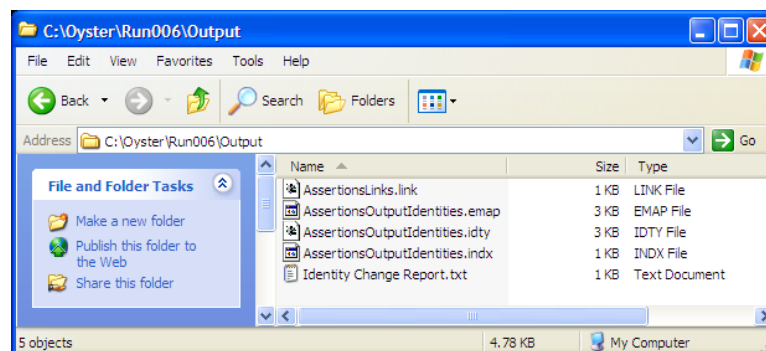 C:\Oyster\Run006\Output
File Edit View Favorites Tools Help
Back Search Folders
Address C:\Oyster\Run006\Output Go
File and Folder Tasks
Make a new folder
Publish this folder to
the Web
Share this folder
Name Size Type
AssertionsLinks.link 1 KB LINK File
AssertionsOutputIdentities.emap 3 KB EMAP File
AssertionsOutputIdentities.idty 3 KB IDTY File
AssertionsOutputIdentities.indx 1 KB INDX File
Identity Change Report.txt 1 KB Text Document
5 objects 4.78 KB My Computer